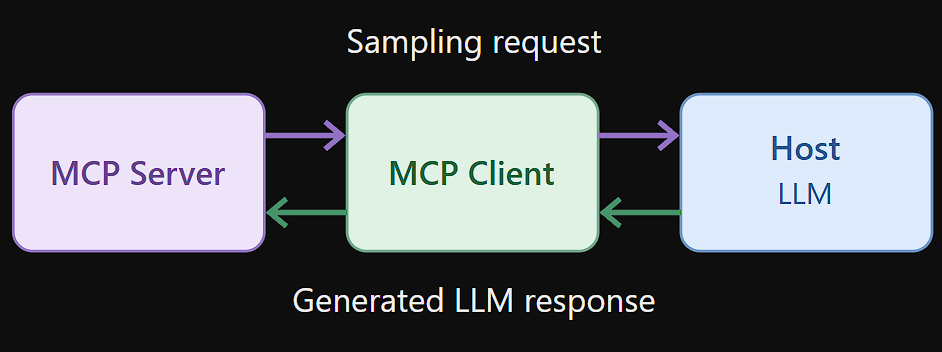 Sampling request
MCP Server
MCP Client
Host
LLM
Generated LLM response